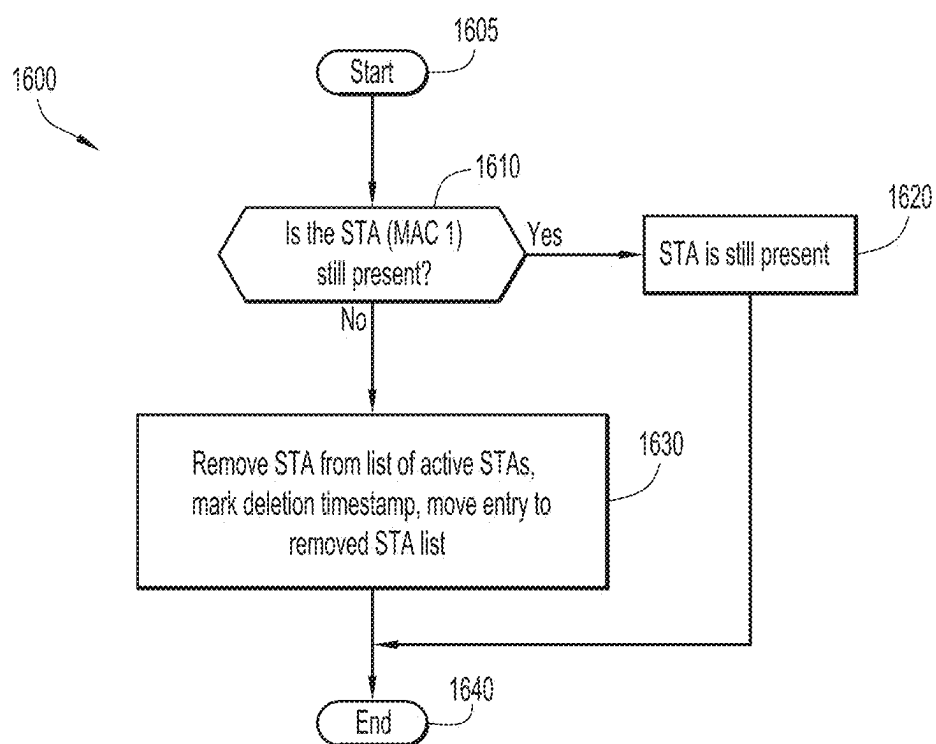 1605
Start
1600
1610
Is the STA (MAC 1)
still present?
Yes
1620
STA is still present
No
1630
Remove STA from list of active STAs,
mark deletion timestamp, move entry to
removed STA list
1640
End